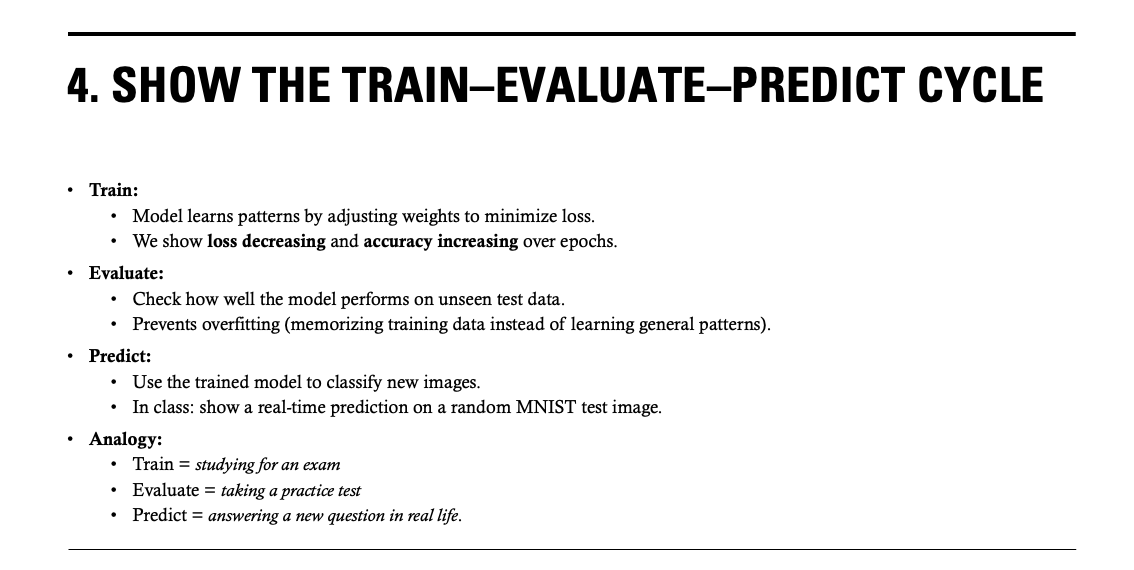 4. SHOW THE TRAIN–EVALUATE–PREDICT CYCLE
• Train:
• Model learns patterns by adjusting weights to minimize loss.
• We show loss decreasing and accuracy increasing over epochs.
• Evaluate:
• Check how well the model performs on unseen test data.
• Prevents overfitting (memorizing training data instead of learning general patterns).
• Predict:
• Use the trained model to classify new images.
• In class: show a real-time prediction on a random MNIST test image.
• Analogy:
• Train = studying for an exam
• Evaluate = taking a practice test
• Predict = answering a new question in real life.